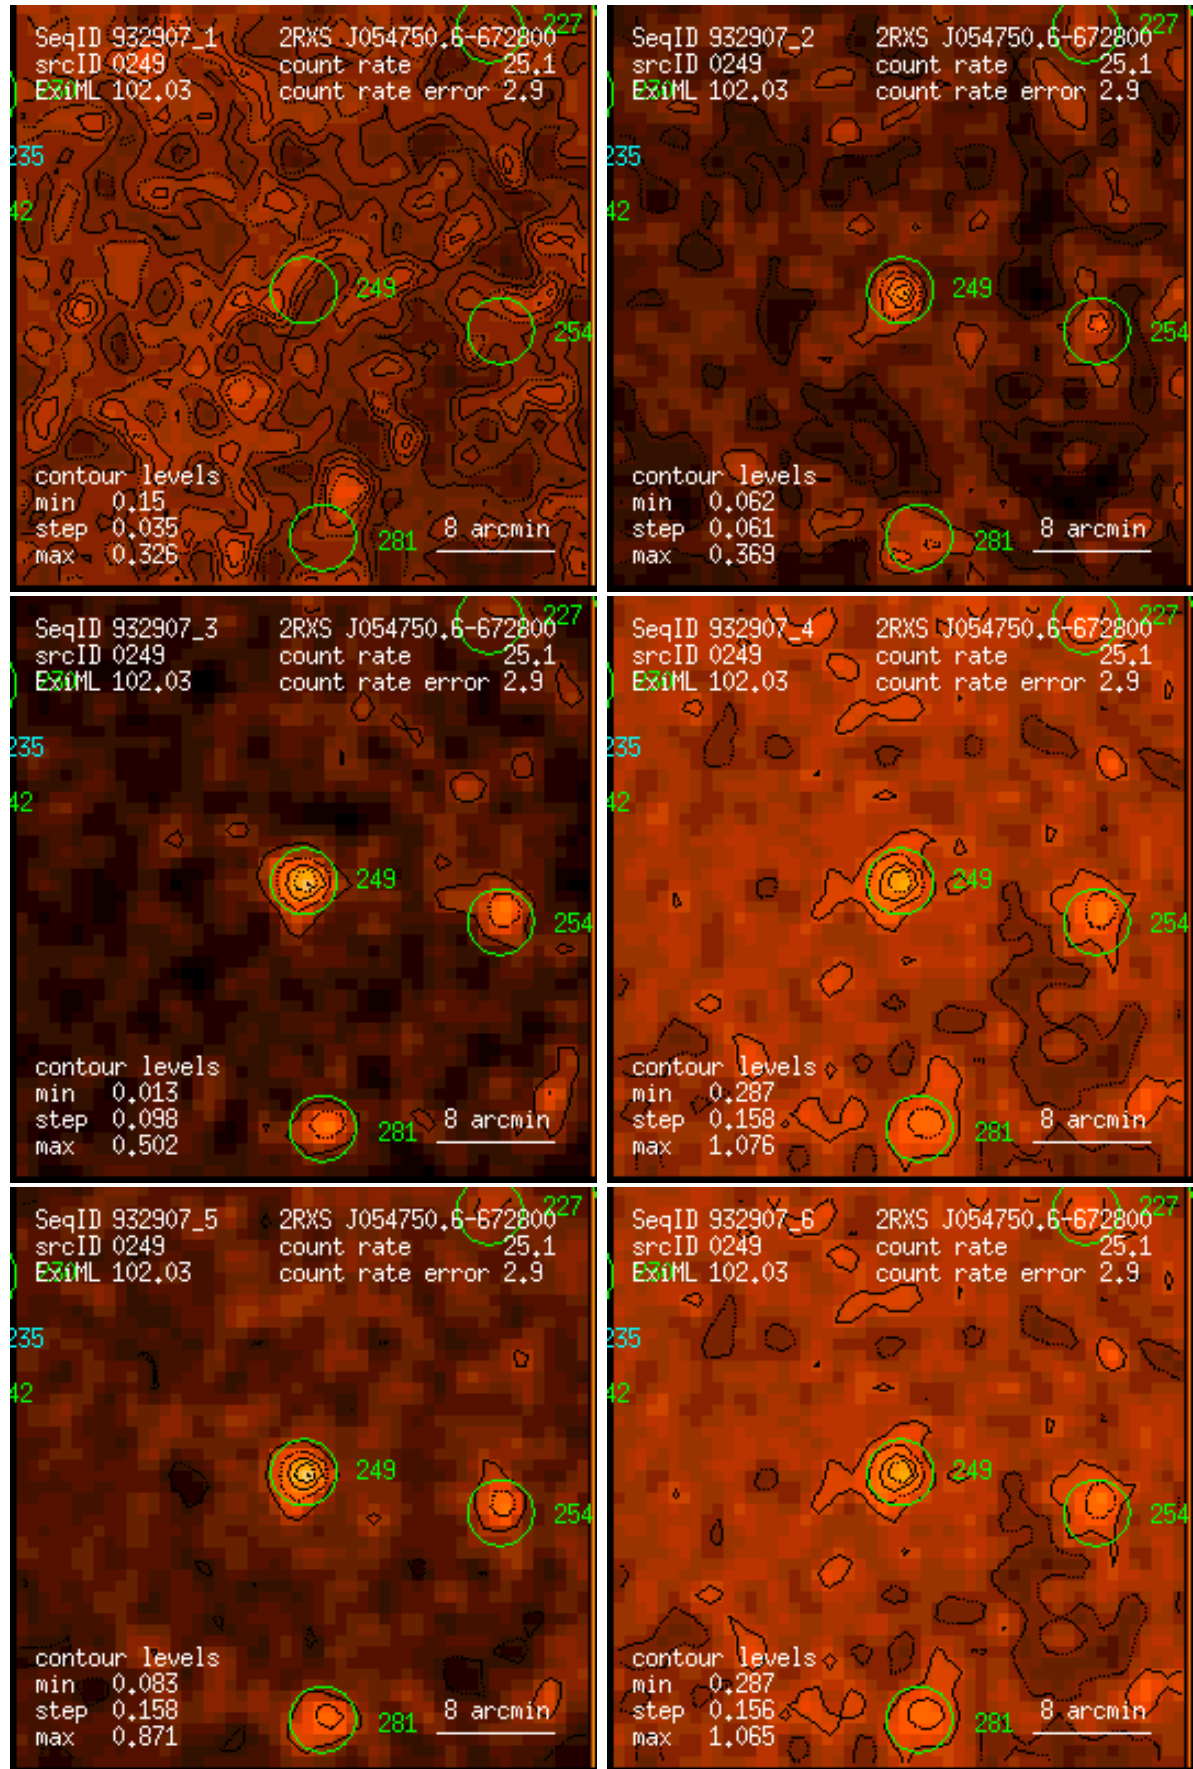 227
SeqID 932907_1 2RXS J054750.6-672800
srcID 0249 count rate 25.1
ExiML 102.03 count rate error 2.9
235
42
249
254
contour levels
min 0.15
step 0.035 8 arcmin
max 0.326 281
227
SeqID 932907_2 2RXS J054750.6-672800
srcID 0249 count rate 25.1
ExiML 102.03 count rate error 2.9
235
42
249
254
contour levels
min 0.062
step 0.061 8 arcmin
max 0.369 281
227
SeqID 932907_3 2RXS J054750.6-672800
srcID 0249 count rate 25.1
ExiML 102.03 count rate error 2.9
235
42
249
254
contour levels
min 0.013
step 0.098 8 arcmin
max 0.502 281
227
SeqID 932907_4 2RXS J054750.6-672800
srcID 0249 count rate 25.1
ExiML 102.03 count rate error 2.9
235
42
249
254
contour levels
min 0.287
step 0.158 8 arcmin
max 1.076 281
227
SeqID 932907_5 2RXS J054750.6-672800
srcID 0249 count rate 25.1
ExiML 102.03 count rate error 2.9
235
42
249
254
contour levels
min 0.083
step 0.158 8 arcmin
max 0.871 281
227
SeqID 932907_6 2RXS J054750.6-672800
srcID 0249 count rate 25.1
ExiML 102.03 count rate error 2.9
235
42
249
254
contour levels
min 0.287
step 0.156 8 arcmin
max 1.065 281